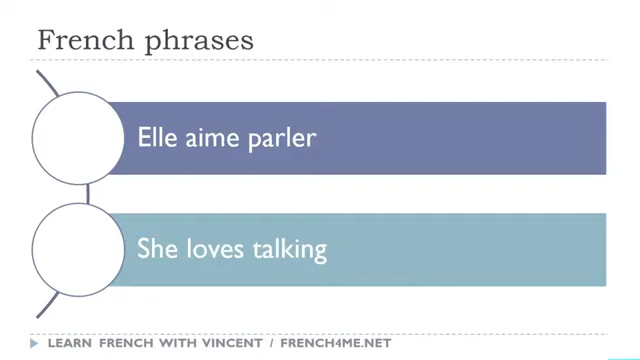 French phrases
Elle aime parler
She loves talking
LEARN FRENCH WITH VINCENT / FRENCH4ME.NET